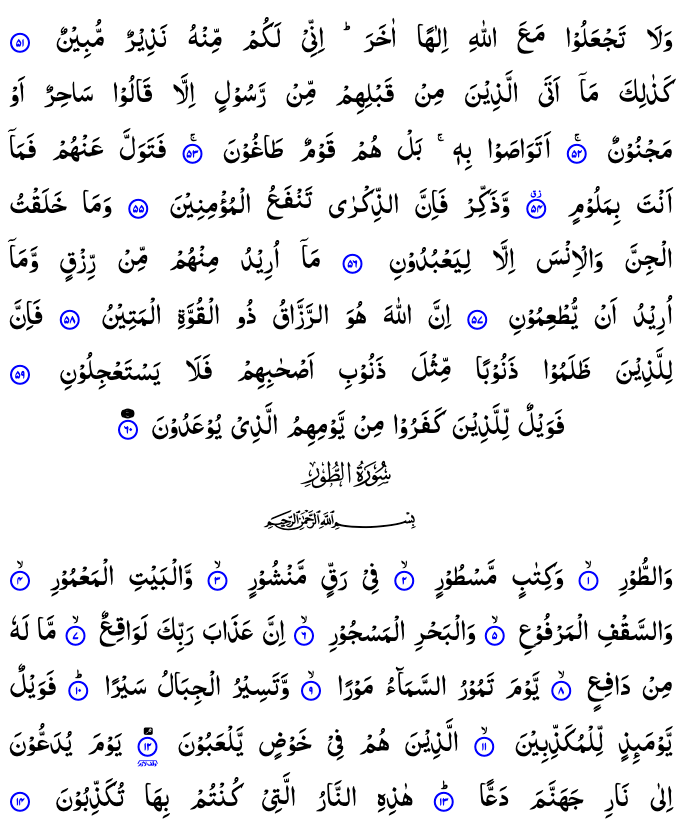 وَلَا تَجْعَلُوْا مَعَ اللّٰهِ اِلٰهًا اٰخَرَ ؕ اِنِّىْ لَكُمْ مِّنْهُ نَذِيْرٌ مُّبِيْنٌ ۵۱
كَذٰلِكَ مَاۤ اَتَى الَّذِيْنَ مِنْ قَبْلِهِمْ مِّنْ رَّسُوْلٍ اِلَّا قَالُوْا سَاحِرٌ اَوْ
مَجْنُوْنٌ ۚ ۵۲ اَتَوَاصَوْا بِهٖ ۚ بَلْ هُمْ قَوْمٌ طَاغُوْنَ ۚ ۵۳ فَتَوَلَّ عَنْهُمْ فَمَاۤ
اَنْتَ بِمَلُوْمٍ ۵۴ وَّذَكِّرْ فَاِنَّ الذِّكْرٰى تَنْفَعُ الْمُؤْمِنِيْنَ ۵۵ وَمَا خَلَقْتُ
الْجِنَّ وَالْاِنْسَ اِلَّا لِيَعْبُدُوْنِ ۵۶ مَاۤ اُرِيْدُ مِنْهُمْ مِّنْ رِّزْقٍ وَّمَاۤ
اُرِيْدُ اَنْ يُّطْعِمُوْنِ ۵۷ اِنَّ اللّٰهَ هُوَ الرَّزَّاقُ ذُو الْقُوَّةِ الْمَتِيْنُ ۵۸ فَاِنَّ
لِلَّذِيْنَ ظَلَمُوْا ذَنُوْبًا مِّثْلَ ذَنُوْبِ اَصْحٰبِهِمْ فَلَا يَسْتَعْجِلُوْنِ ۵۹
فَوَيْلٌ لِّلَّذِيْنَ كَفَرُوْا مِنْ يَّوْمِهِمُ الَّذِىْ يُوْعَدُوْنَ ۶۰
سُوْرَةُ الطُّوْرِ
بِسْمِ اللّٰهِ الرَّحْمٰنِ الرَّحِيْمِ
وَالطُّوْرِ ۙ ۱ وَكِتٰبٍ مَّسْطُوْرٍ ۙ ۲ فِىْ رَقٍّ مَّنْشُوْرٍ ۙ ۳ وَّالْبَيْتِ الْمَعْمُوْرِ ۙ ۴
وَالسَّقْفِ الْمَرْفُوْعِ ۙ ۵ وَالْبَحْرِ الْمَسْجُوْرِ ۙ ۶ اِنَّ عَذَابَ رَبِّكَ لَوَاقِعٌ ۙ ۷ مَّا لَهٗ
مِنْ دَافِعٍ ۙ ۸ يَّوْمَ تَمُوْرُ السَّمَآءُ مَوْرًا ۙ ۹ وَّتَسِيْرُ الْجِبَالُ سَيْرًا ؕ ۱۰ فَوَيْلٌ
يَّوْمَٮِٕذٍ لِّلْمُكَذِّبِيْنَ ۙ ۱۱ الَّذِيْنَ هُمْ فِىْ خَوْضٍ يَّلْعَبُوْنَ ۘ ۱۲ يَوْمَ يُدَعُّوْنَ
اِلٰى نَارِ جَهَنَّمَ دَعًّا ؕ ۱۳ هٰذِهِ النَّارُ الَّتِىْ كُنْتُمْ بِهَا تُكَذِّبُوْنَ ۱۴